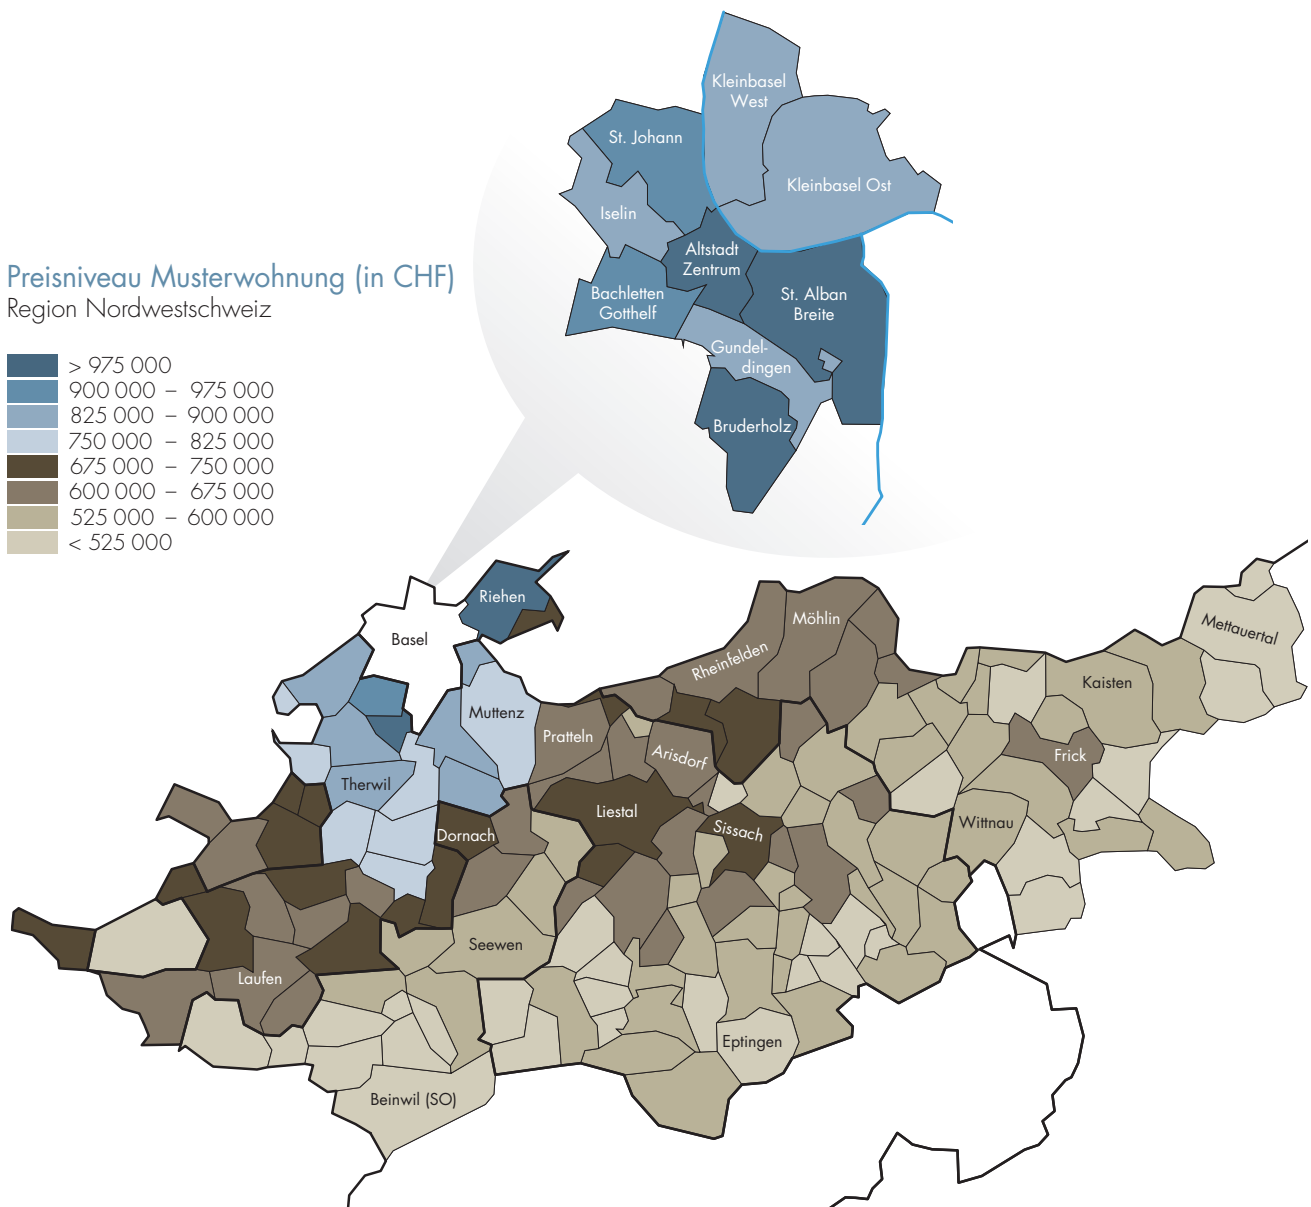 Preisniveau Musterwohnung (in CHF)
Region Nordwestschweiz
> 975 000
900 000 – 975 000
825 000 – 900 000
750 000 – 825 000
675 000 – 750 000
600 000 – 675 000
525 000 – 600 000
< 525 000
Kleinbasel
West
St. Johann
Kleinbasel Ost
Iselin
Altstadt
Zentrum
Bachletten
Gotthelf
St. Alban
Breite
Gundel-
dingen
Bruderholz
Riehen
Basel
Möhlin
Mettauertal
Rheinfelden
Kaisten
Muttenz
Pratteln
Arisdorf
Frick
Therwil
Liestal
Sissach
Wittnau
Dornach
Seewen
Laufen
Eptingen
Beinwil (SO)